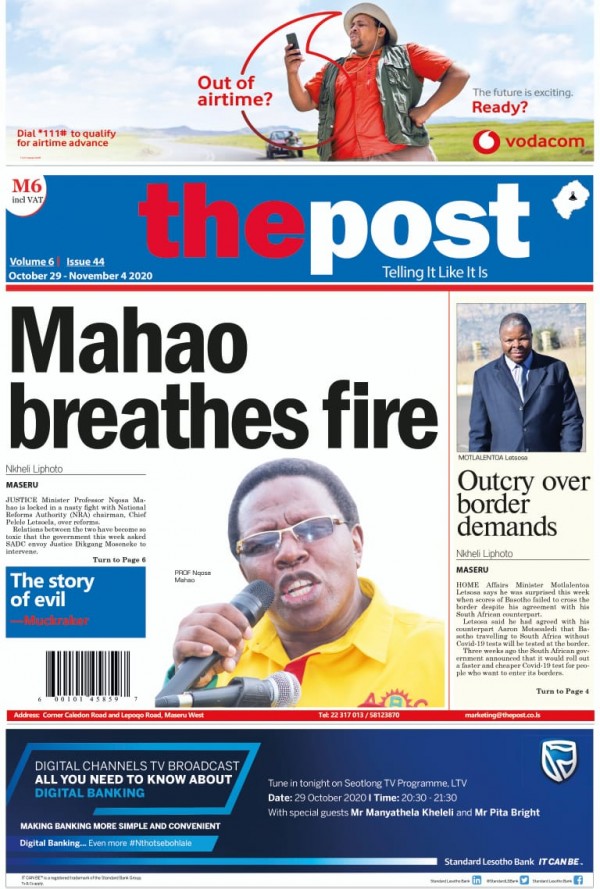 Out of
airtime?
The future is exciting.
Ready?
vodacom
Dial *111# to qualify
for airtime advance
M6
incl VAT
thepost
Volume 6 | Issue 44
October 29 - November 4 2020
Telling It Like It Is
Mahao
breathes fire
Nkheli Liphoto
MASERU
JUSTICE Minister Professor Nqosa Ma-
hao is locked in a nasty fight with National
Reforms Authority (NRA) chairman, Chief
Pelele Letsoela, over reforms.
Relations between the two have become so
toxic that the government this week asked
SADC envoy Justice Dikgang Moseneke to
intervene.
Turn to Page 6
The story
of evil
—Muckraker
PROF Nqosa
Mahao
A B C
6 00101 45859 7
MOTLALENTOA Letsosa
Outcry over
border
demands
Nkheli Liphoto
MASERU
HOME Affairs Minister Motlalentoa
Letsosa says he was surprised this week
when scores of Basotho failed to cross the
border despite his agreement with his
South African counterpart.
Letsosa said he had agreed with his
counterpart Aaron Motsoaledi that Ba-
sotho travelling to South Africa without
Covid-19 tests will be tested at the border.
Three weeks ago the South African gov-
ernment announced that it would roll out
a faster and cheaper Covid-19 test for peo-
ple who want to enter its borders.
Turn to Page 4
Address: Corner Caledon Road and Lepoqo Road, Maseru West
Tel: 22 317 013 / 58123870
marketing@thepost.co.ls
DIGITAL CHANNELS TV BROADCAST
ALL YOU NEED TO KNOW ABOUT
DIGITAL BANKING
MAKING BANKING MORE SIMPLE AND CONVENIENT
Digital Banking... Even more #Nthotsebohlale
Tune in tonight on Seotlong TV Programme, LTV
Date: 29 October 2020 | Time: 20:30 - 21:30
With special guests Mr Manyathela Kheleli and Mr Pita Bright
Standard Lesotho Bank IT CAN BE.
IT CAN BE™ is a registered trademark of the Standard Bank Group.
Standard Lesotho Bank
@StandardLSBank
Standard Lesotho Bank